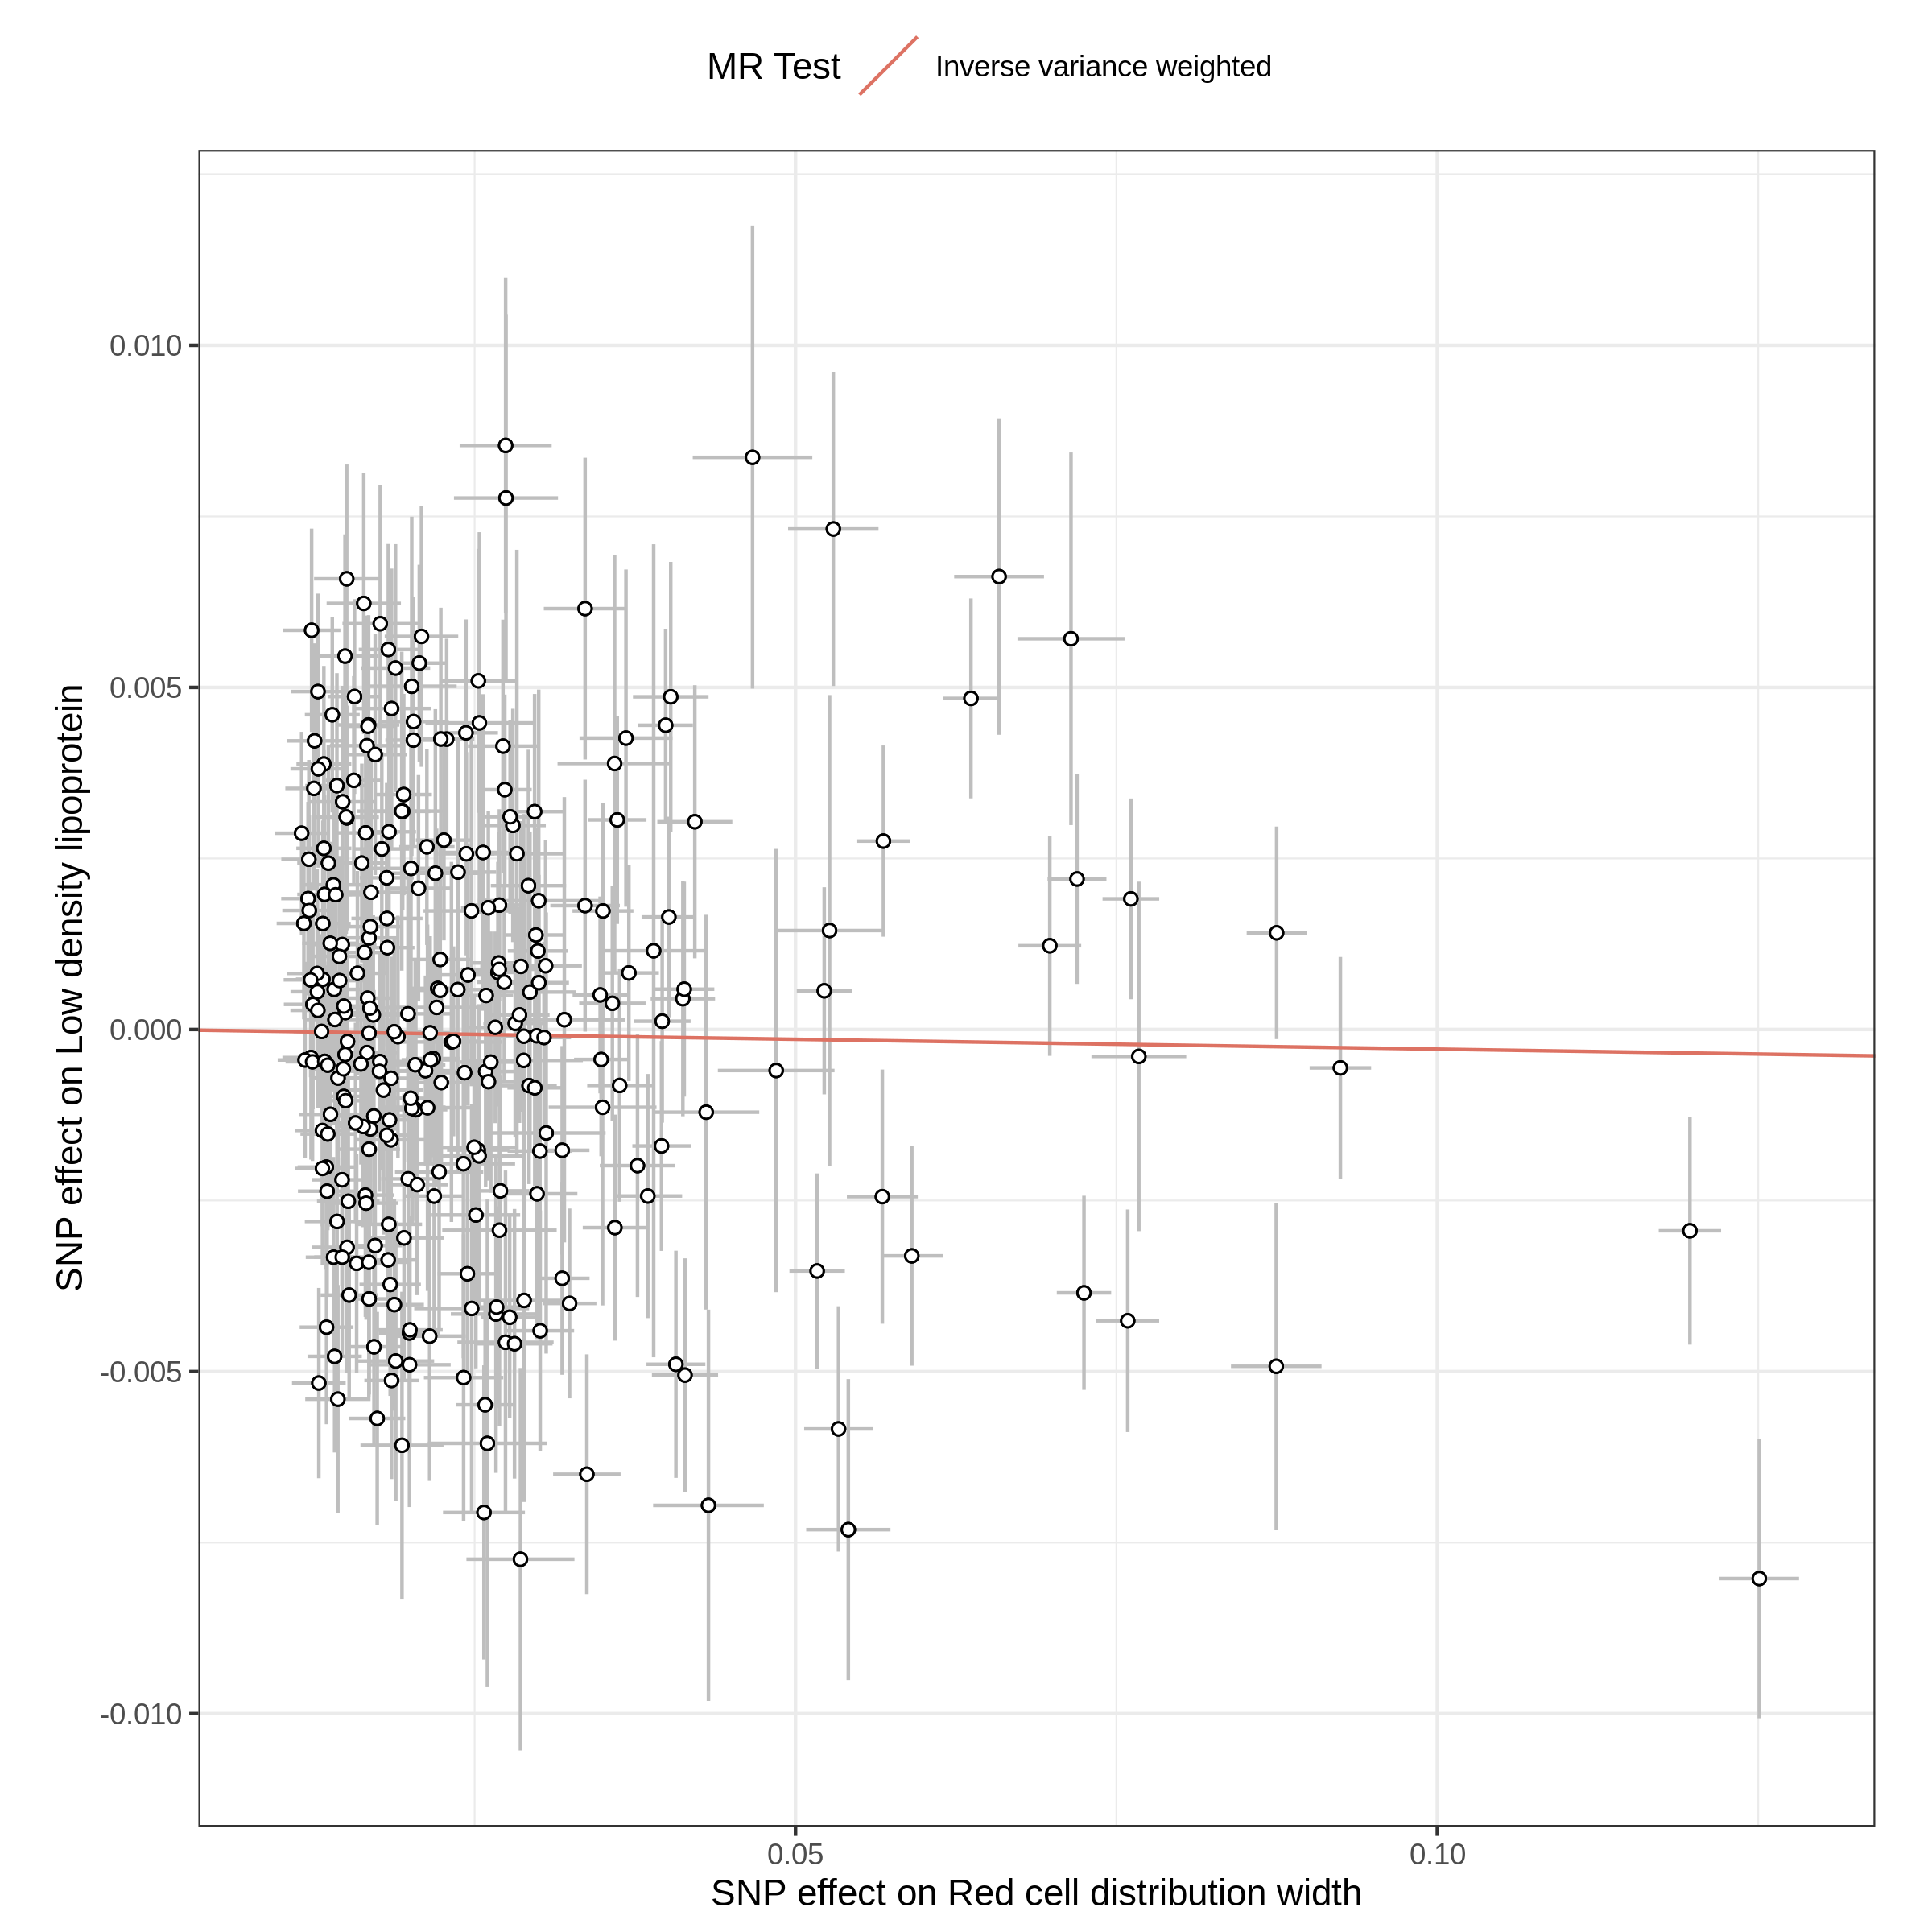 MR Test Inverse variance weighted
SNP effect on Low density lipoprotein
0.010
0.005
0.000
-0.005
-0.010
0.05 0.10
SNP effect on Red cell distribution width